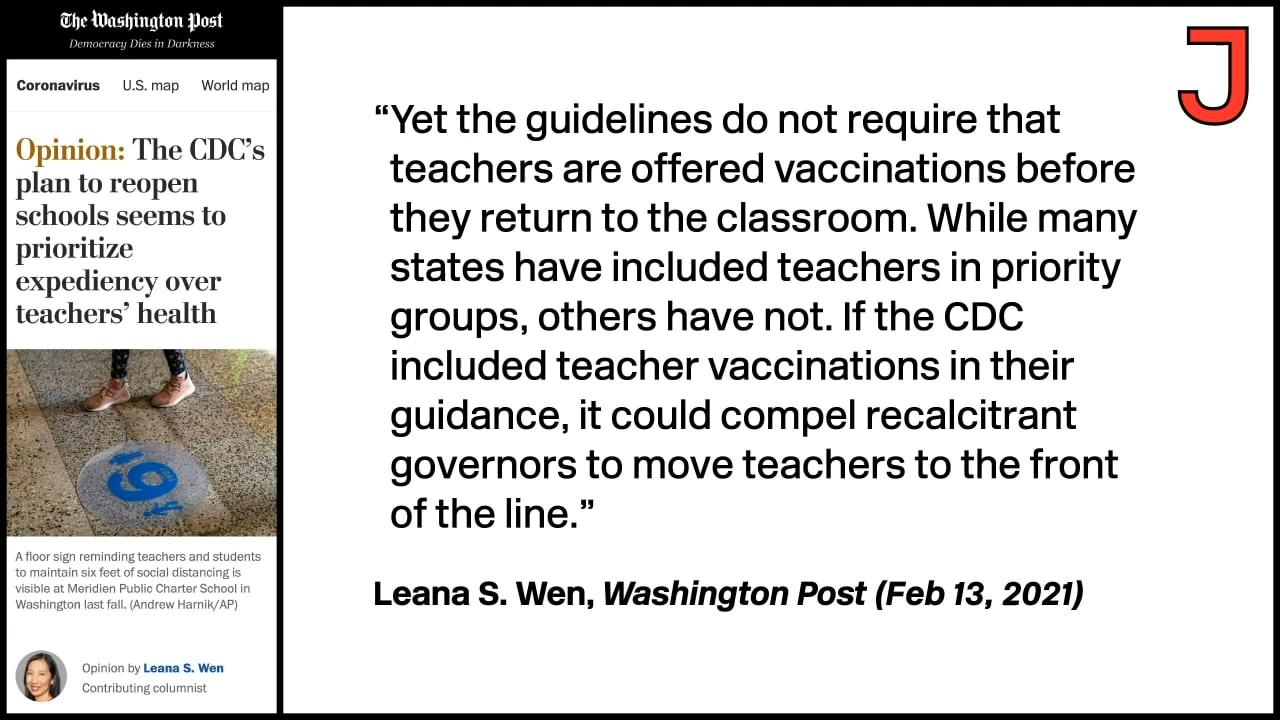 The Washington Post
Democracy Dies in Darkness
Coronavirus U.S. map World map
Opinion: The CDC’s
plan to reopen
schools seems to
prioritize
expediency over
teachers’ health
6
A floor sign reminding teachers and students
to maintain six feet of social distancing is
visible at Meridien Public Charter School in
Washington last fall. (Andrew Harnik/AP)
Opinion by Leana S. Wen
Contributing columnist
J
“Yet the guidelines do not require that
teachers are offered vaccinations before
they return to the classroom. While many
states have included teachers in priority
groups, others have not. If the CDC
included teacher vaccinations in their
guidance, it could compel recalcitrant
governors to move teachers to the front
of the line.”
Leana S. Wen, Washington Post (Feb 13, 2021)